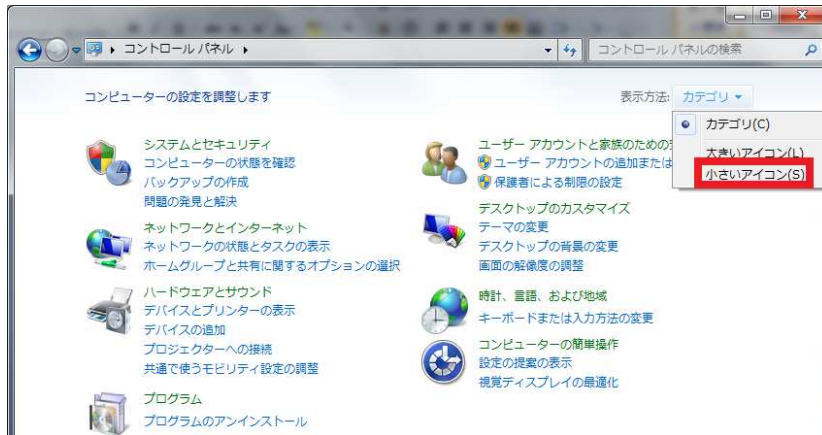 コントロール パネル
コントロール パネルの検索
コンピューターの設定を調整します
表示方法: カテゴリ
カテゴリ(C)
大きいアイコン(L)
小さいアイコン(S)
システムとセキュリティ
コンピューターの状態を確認
バックアップの作成
問題の発見と解決
ネットワークとインターネット
ネットワークの状態とタスクの表示
ホームグループと共有に関するオプションの選択
ハードウェアとサウンド
デバイスとプリンターの表示
デバイスの追加
プロジェクターへの接続
共通で使うモビリティ設定の調整
プログラム
プログラムのアンインストール
ユーザー アカウントと家族のための
ユーザー アカウントの追加または
保護者による制限の設定
デスクトップのカスタマイズ
テーマの変更
デスクトップの背景の変更
画面の解像度の調整
時計、言語、および地域
キーボードまたは入力方法の変更
コンピューターの簡単操作
設定の提案の表示
視覚ディスプレイの最適化